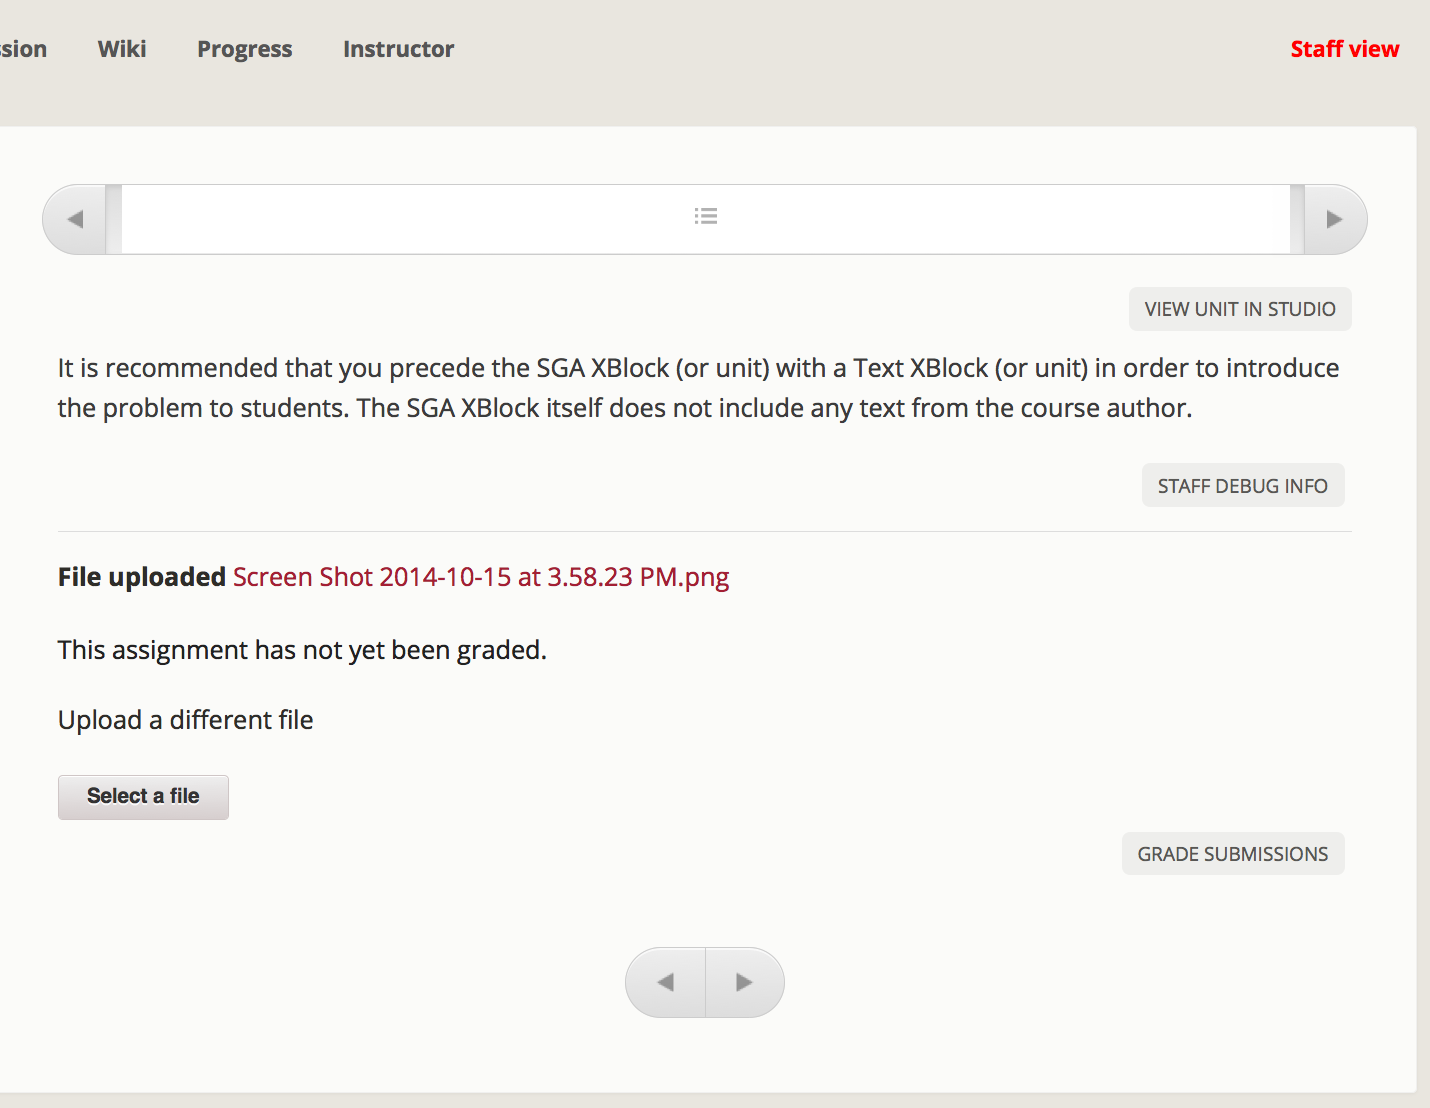 ssion Wiki Progress Instructor Staff view
VIEW UNIT IN STUDIO
It is recommended that you precede the SGA XBlock (or unit) with a Text XBlock (or unit) in order to introduce
the problem to students. The SGA XBlock itself does not include any text from the course author.
STAFF DEBUG INFO
File uploaded Screen Shot 2014-10-15 at 3.58.23 PM.png
This assignment has not yet been graded.
Upload a different file
Select a file
GRADE SUBMISSIONS